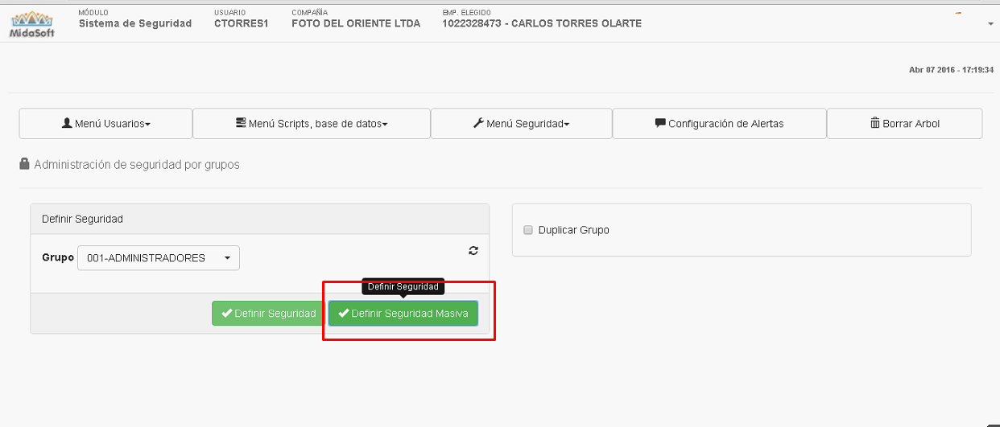 MidaSoft
MÓDULO
Sistema de Seguridad
USUARIO
CTORRES1
COMPAÑÍA
FOTO DEL ORIENTE LTDA
EMP. ELEGIDO
1022328473 - CARLOS TORRES OLARTE
Abr 07 2016 - 17:19:34
Menú Usuarios
Menú Scripts, base de datos
Menú Seguridad
Configuración de Alertas
Borrar Arbol
Administración de seguridad por grupos
Definir Seguridad
Duplicar Grupo
Grupo 001-ADMINISTRADORES
Definir Seguridad
Definir Seguridad
Definir Seguridad Masiva